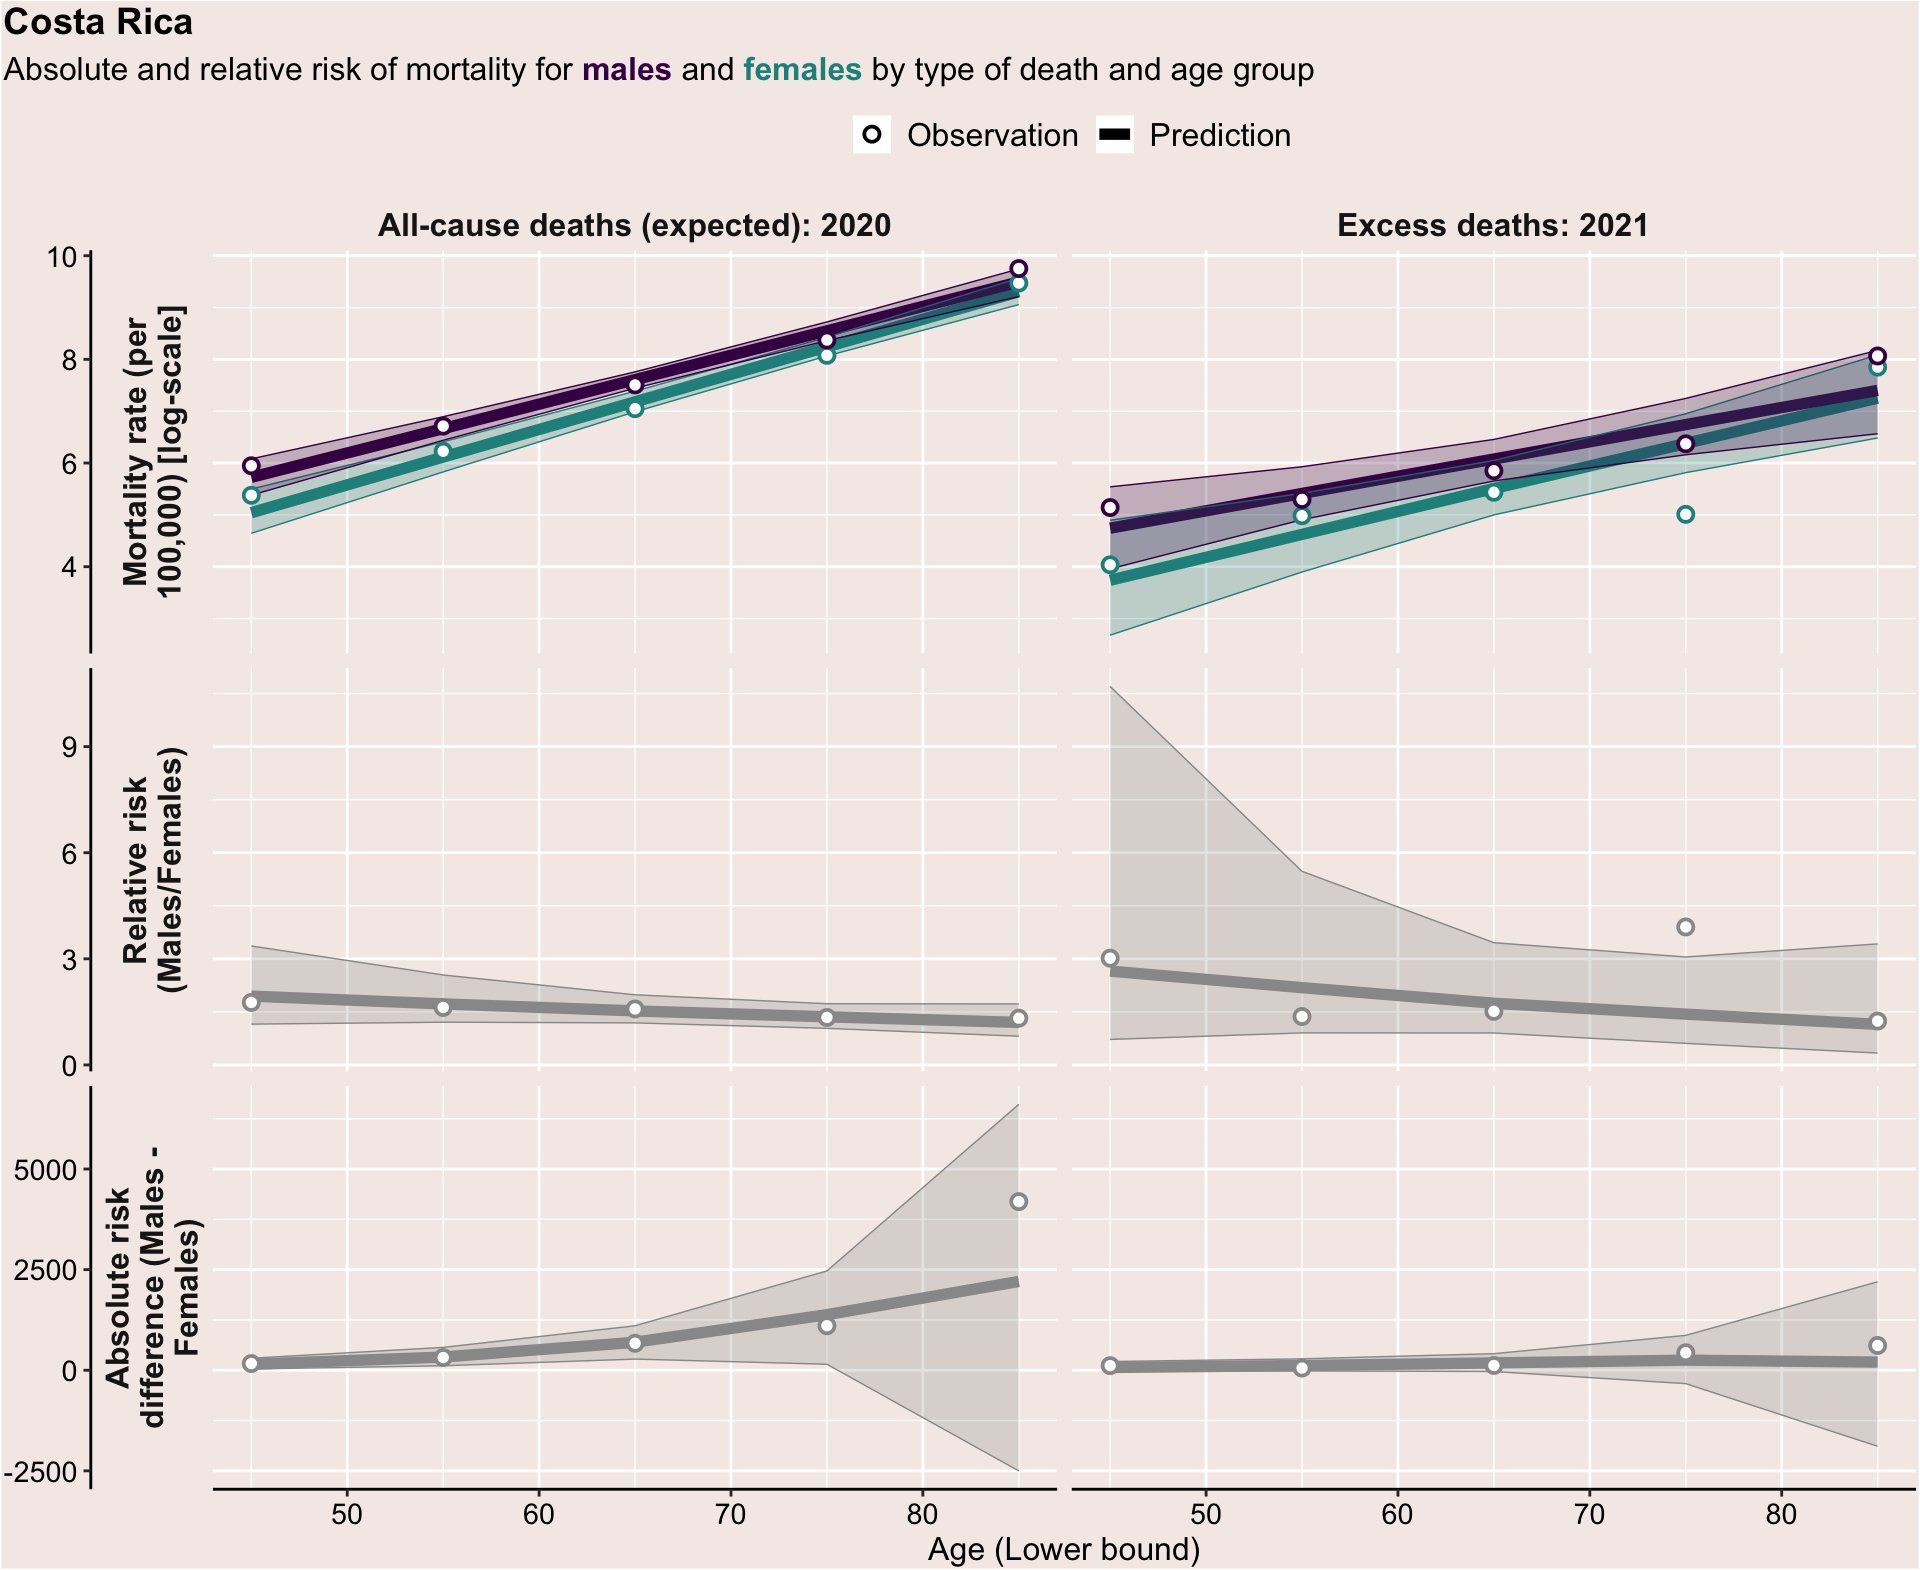 Costa Rica
Absolute and relative risk of mortality for males and females by type of death and age group
Observation
Prediction
All-cause deaths (expected): 2020
Excess deaths: 2021
Mortality rate (per
100,000) [log-scale]
10
8
6
4
Relative risk
(Males/Females)
9
6
3
0
Absolute risk
difference (Males -
Females)
5000
2500
0
-2500
50
60
70
80
50
60
70
80
Age (Lower bound)